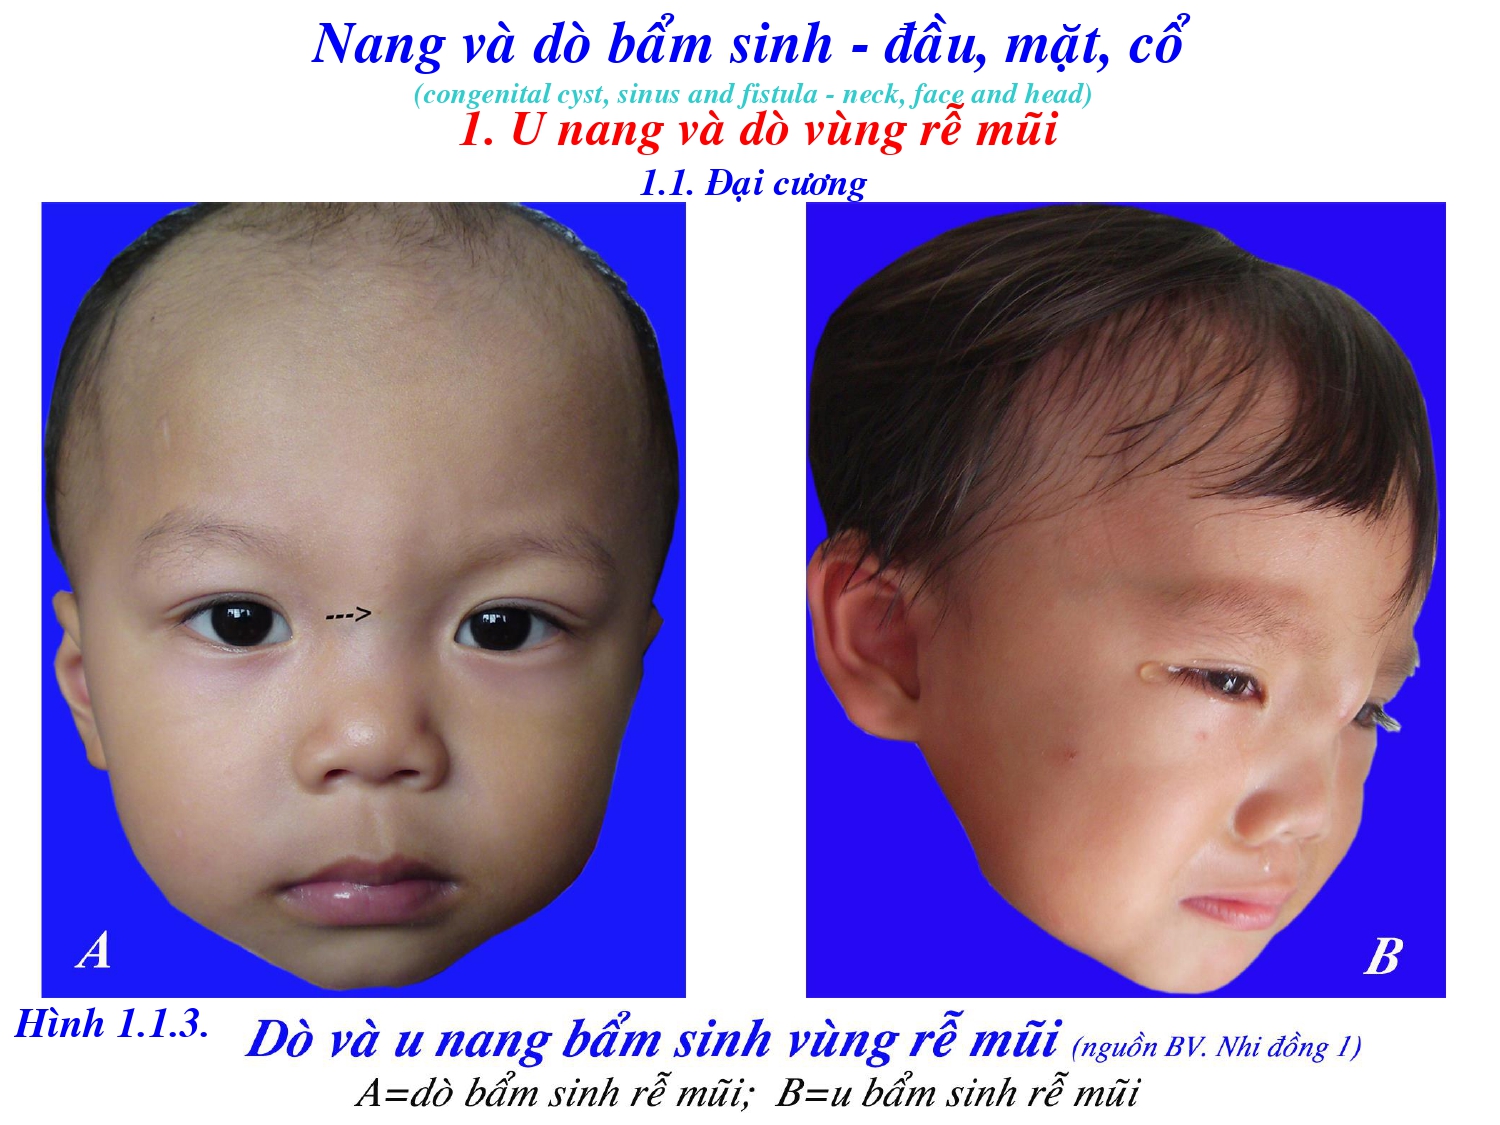 Nang và dò bẩm sinh - đầu, mặt, cổ
(congenital cyst, sinus and fistula - neck, face and head)
1. U nang và dò vùng rễ mũi
1.1. Đại cương
--->
A
B
Hình 1.1.3. Dò và u nang bẩm sinh vùng rễ mũi (nguồn BV. Nhi đồng 1)
A=dò bẩm sinh rễ mũi; B=u bẩm sinh rễ mũi